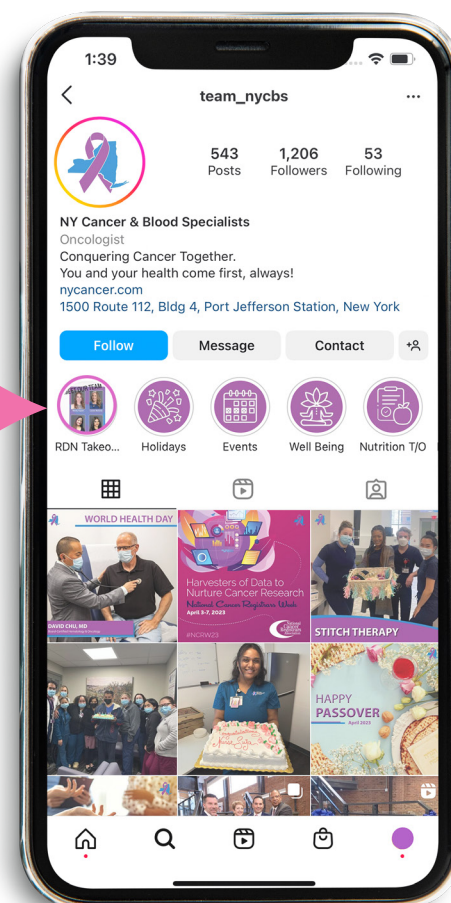 1:39
team_nycbs
543
Posts
1,206
Followers
53
Following
NY Cancer & Blood Specialists
Oncologist
Conquering Cancer Together.
You and your health come first, always!
nycancer.com
1500 Route 112, Bldg 4, Port Jefferson Station, New York
Follow
Message
Contact
OUR TEAM
RDN Takeo...
Holidays
Events
Well Being
Nutrition T/O
WORLD HEALTH DAY
DAVID CHU, MD
Harvesters of Data to
Nurture Cancer Research
National Cancer Registrars Week
April 3-7, 2023
#NCRW23
STITCH THERAPY
HAPPY
PASSOVER
April 2023